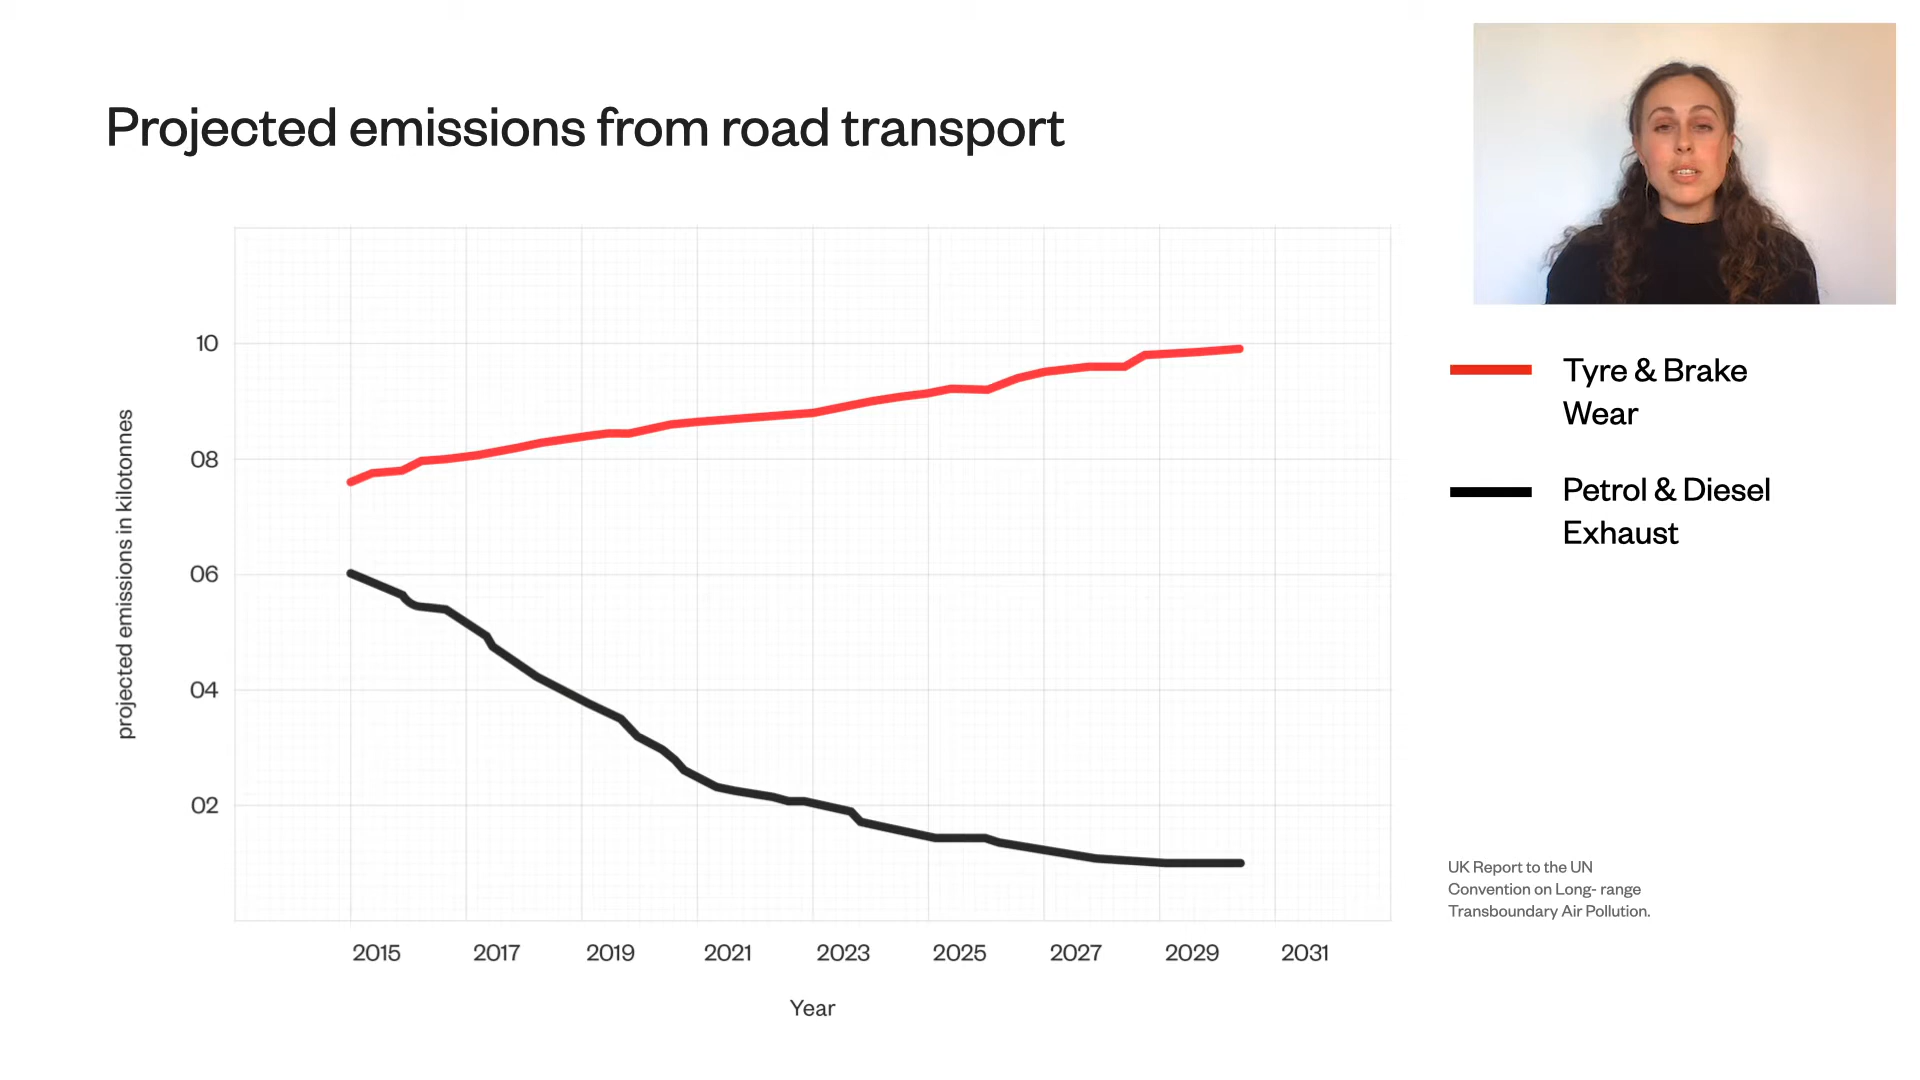 Projected emissions from road transport
projected emissions in kilotonnes
10
08
06
04
02
2015 2017 2019 2021 2023 2025 2027 2029 2031
Year
Tyre & Brake
Wear
Petrol & Diesel
Exhaust
UK Report to the UN
Convention on Long- range
Transboundary Air Pollution.